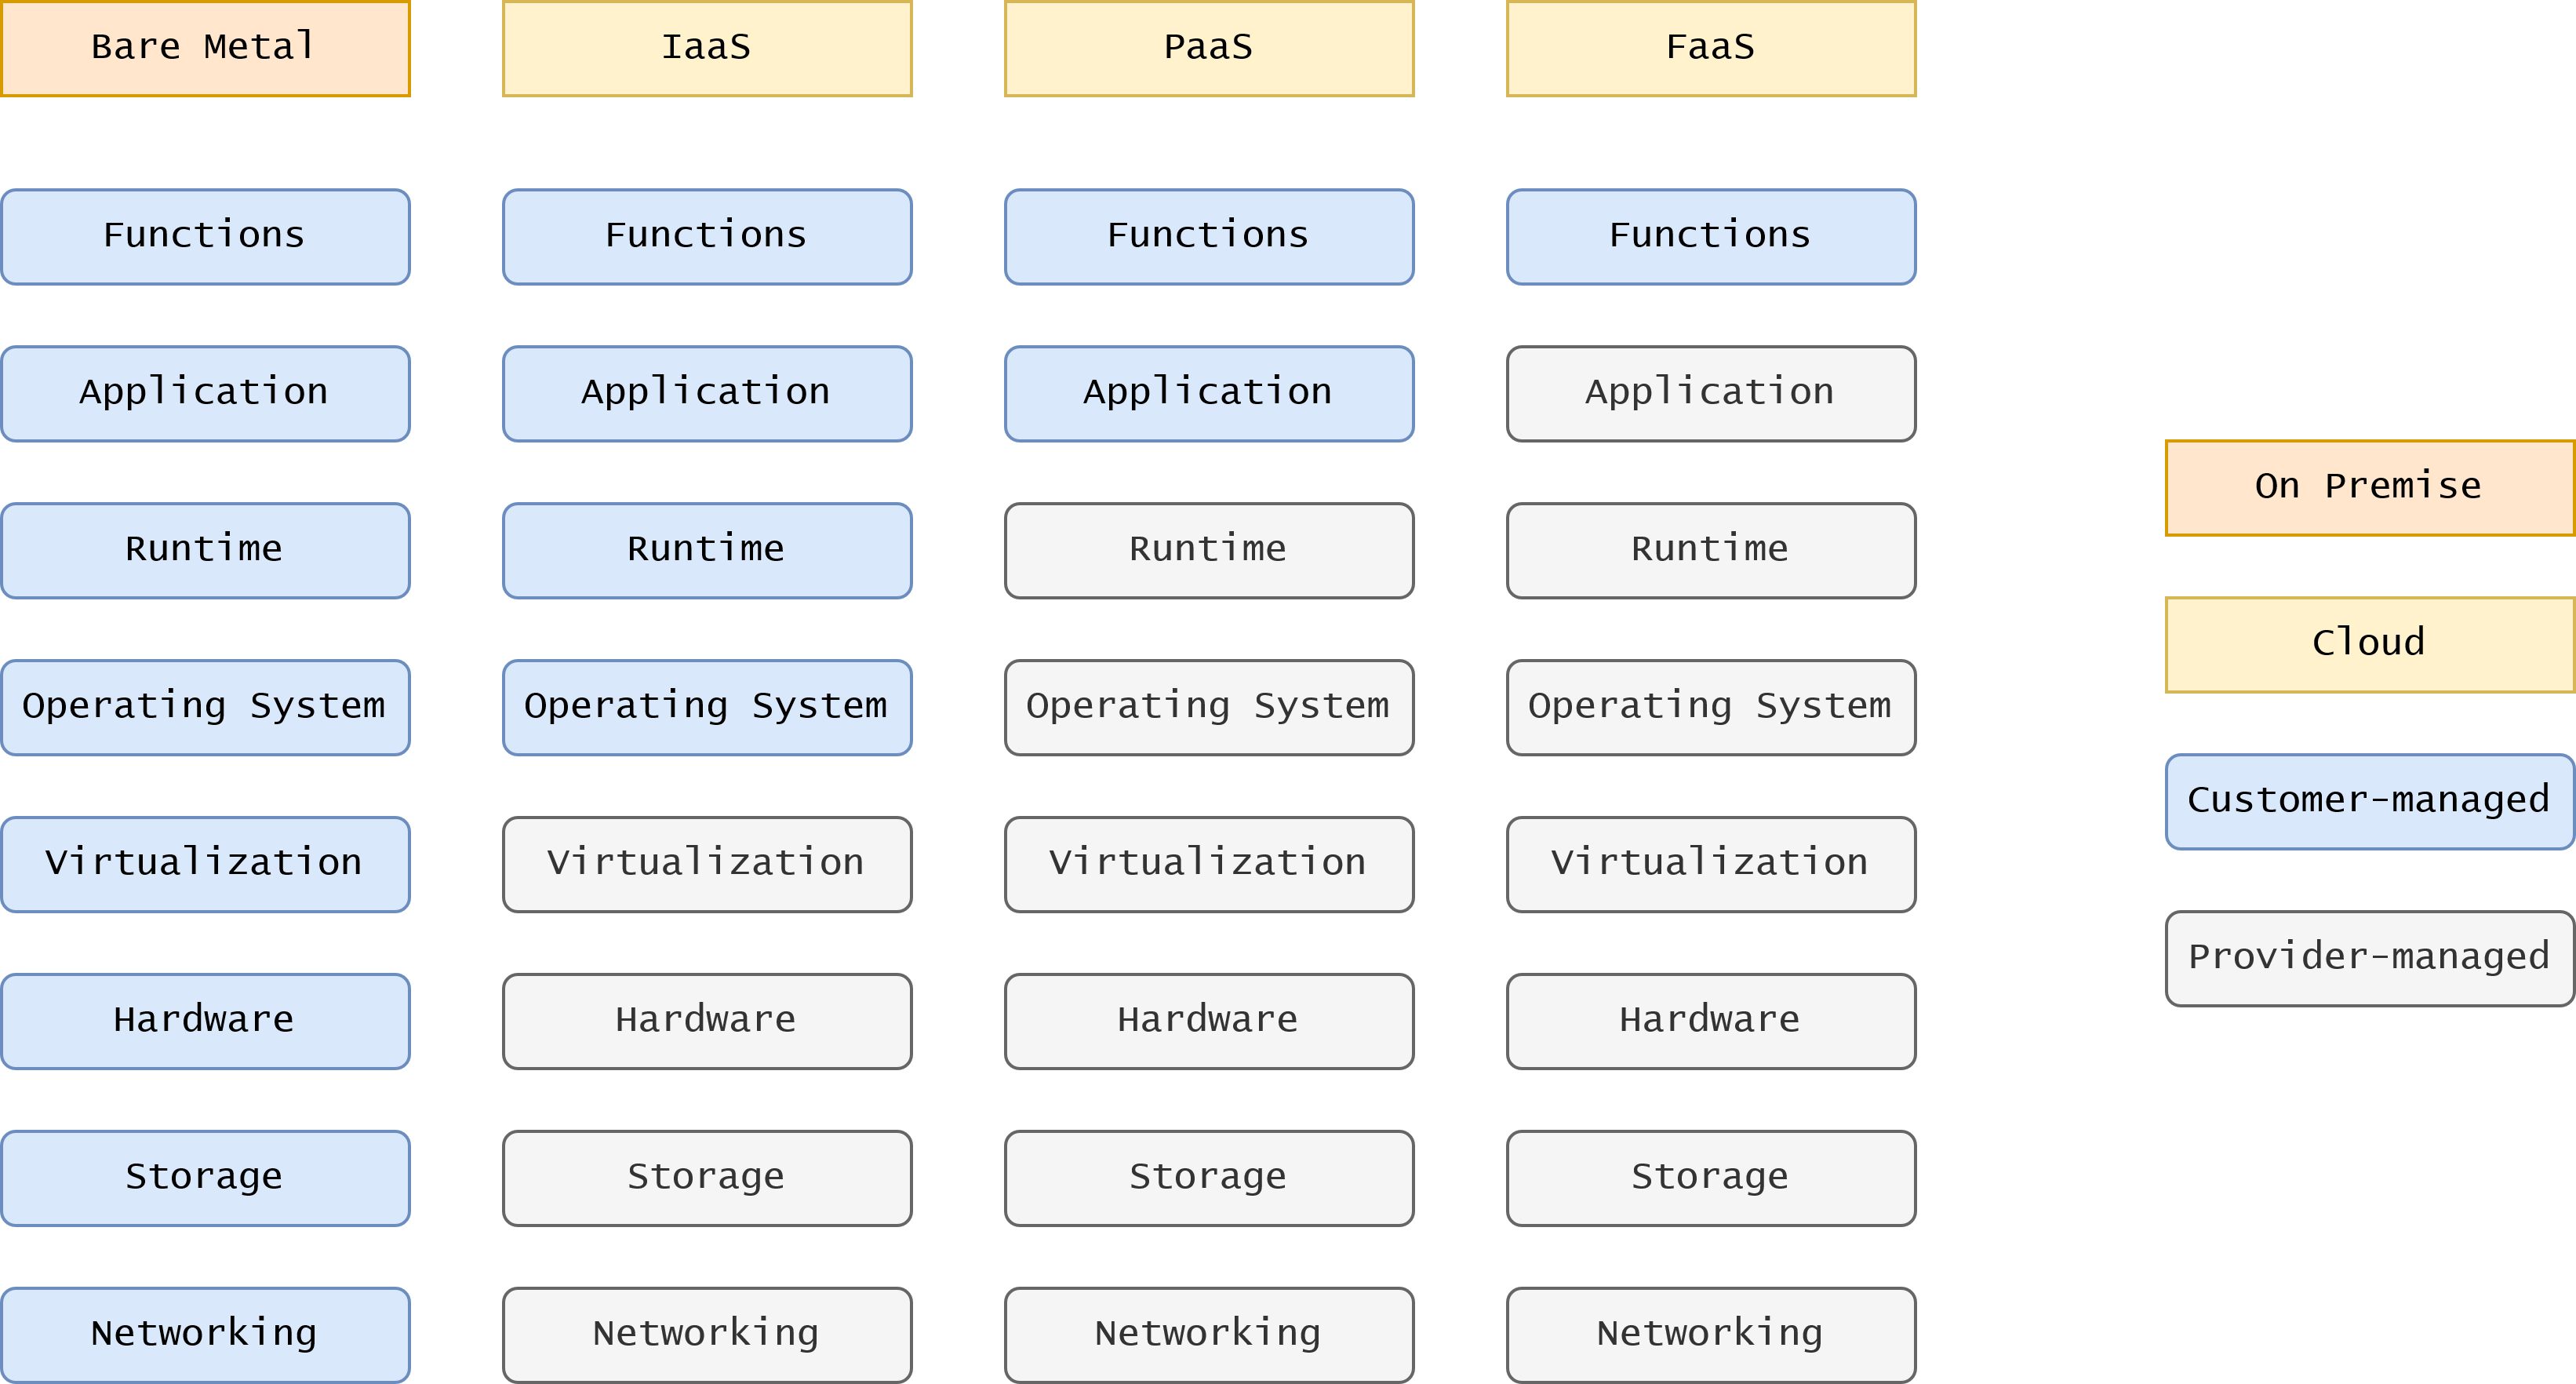 Bare Metal
IaaS
PaaS
FaaS
Functions
Functions
Functions
Functions
Application
Application
Application
Application
On Premise
Runtime
Runtime
Runtime
Runtime
Cloud
Operating System
Operating System
Operating System
Operating System
Customer-managed
Virtualization
Virtualization
Virtualization
Virtualization
Provider-managed
Hardware
Hardware
Hardware
Hardware
Storage
Storage
Storage
Storage
Networking
Networking
Networking
Networking